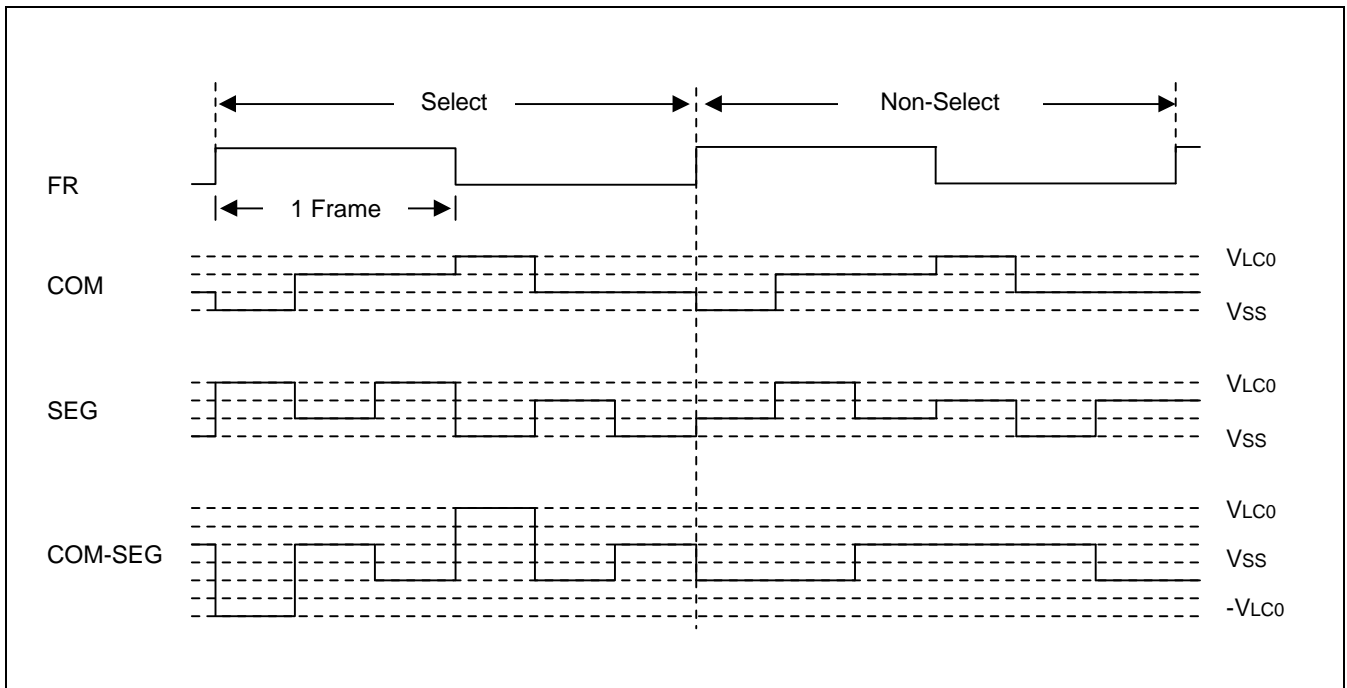 Select
Non-Select
FR
1 Frame
VLC0
COM
VSS
VLC0
SEG
VSS
VLC0
COM-SEG
VSS
-VLC0